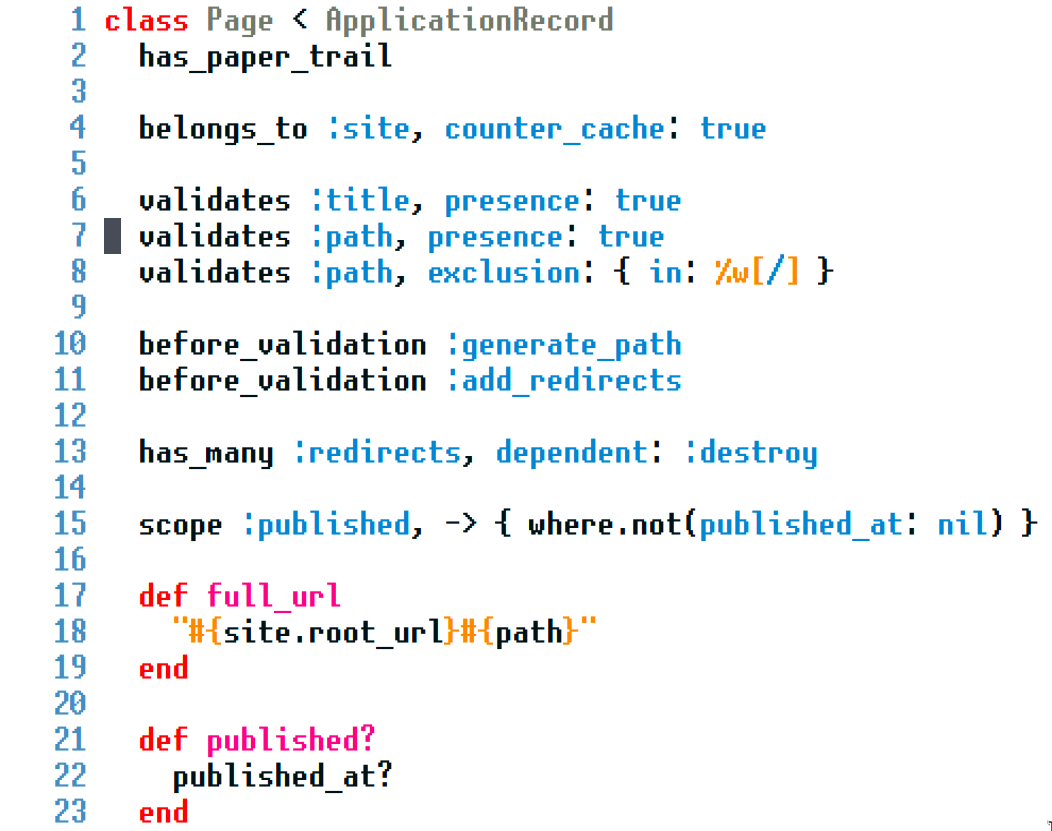 1 class Page < ApplicationRecord
2   has_paper_trail
3
4   belongs_to :site, counter_cache: true
5
6   validates :title, presence: true
7   validates :path, presence: true
8   validates :path, exclusion: { in: %w[/] }
9
10   before_validation :generate_path
11   before_validation :add_redirects
12
13   has_many :redirects, dependent: :destroy
14
15   scope :published, -> { where.not(published_at: nil) }
16
17   def full_url
18     "#{site.root_url}#{path}"
19   end
20
21   def published?
22     published_at?
23   end